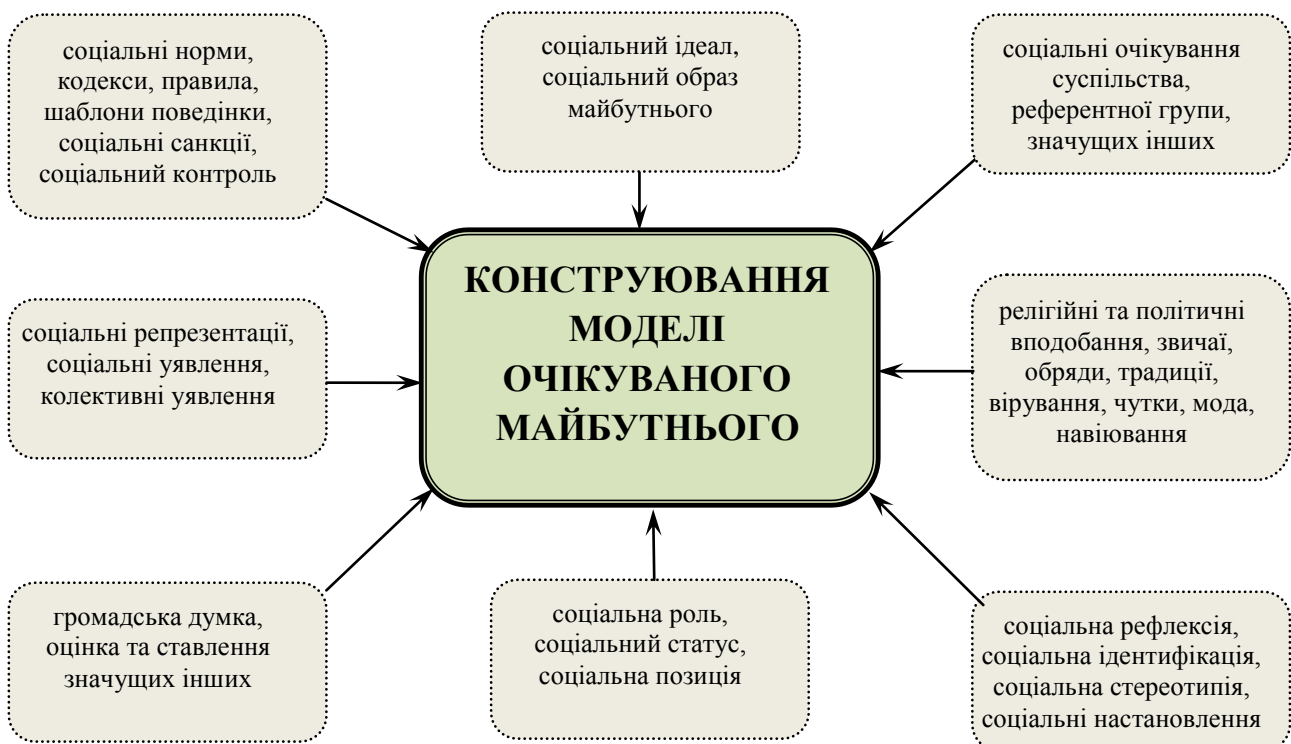 соціальні норми,
кодекси, правила,
шаблони поведінки,
соціальні санкції,
соціальний контроль
соціальний ідеал,
соціальний образ
майбутнього
соціальні очікування
суспільства,
референтної групи,
значущих інших
соціальні репрезентації,
соціальні уявлення,
колективні уявлення
КОНСТРУЮВАННЯ
МОДЕЛІ
ОЧІКУВАНОГО
МАЙБУТНЬОГО
релігійні та політичні
вподобання, звичаї,
обряди, традиції,
вірування, чутки, мода,
навіювання
громадська думка,
оцінка та ставлення
значущих інших
соціальна роль,
соціальний статус,
соціальна позиція
соціальна рефлексія,
соціальна ідентифікація,
соціальна стереотипія,
соціальні настановлення